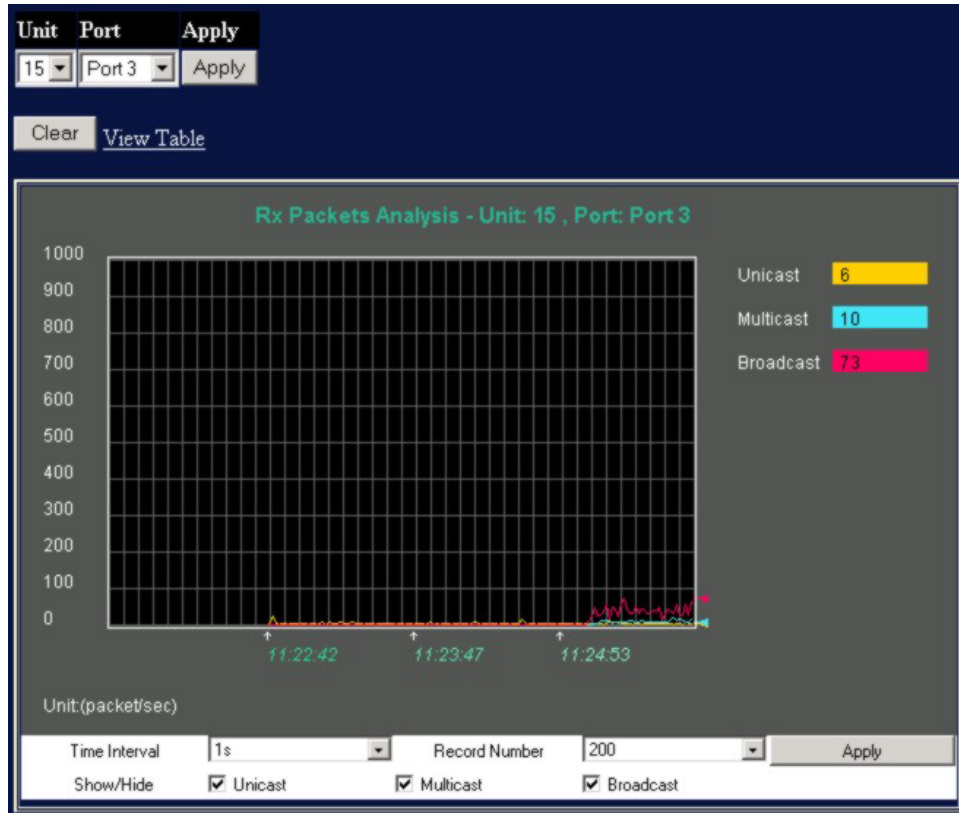 Unit Port Apply
15 Port 3 Apply
Clear View Table
Rx Packets Analysis - Unit: 15 , Port: Port 3
1000
900
800
700
600
500
400
300
200
100
0
Unicast 6
Multicast 10
Broadcast 73
11:22:42 11:23:47 11:24:53
Unit:(packet/sec)
Time Interval 1s Record Number 200 Apply
Show/Hide Unicast Multicast Broadcast